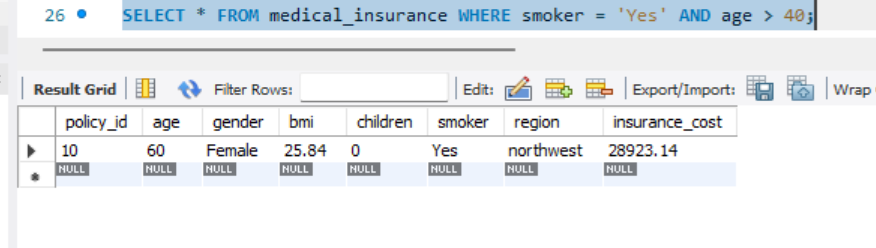 26 SELECT * FROM medical_insurance WHERE smoker = 'Yes' AND age > 40;
Result Grid Filter Rows: Edit: Export/Import: Wrap
policy_id age gender bmi children smoker region insurance_cost
10 60 Female 25.84 0 Yes northwest 28923.14
NULL NULL NULL NULL NULL NULL NULL NULL